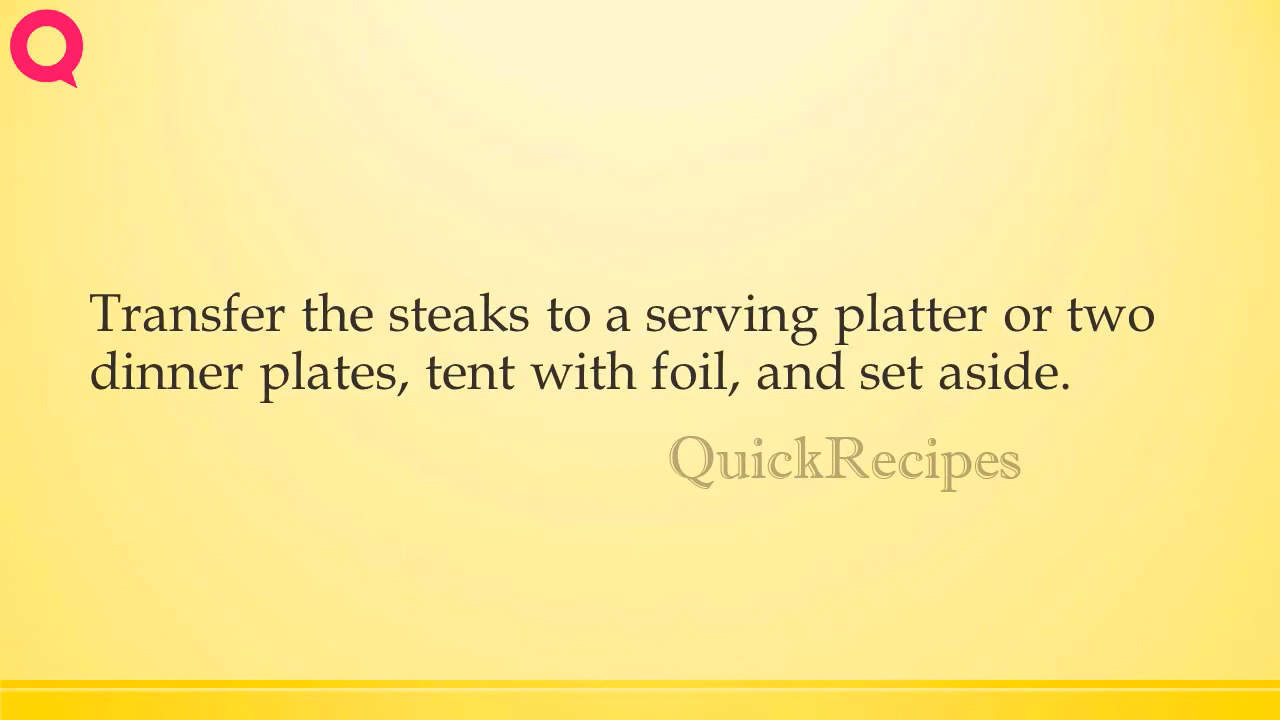 Transfer the steaks to a serving platter or two
dinner plates, tent with foil, and set aside.
QuickRecipes